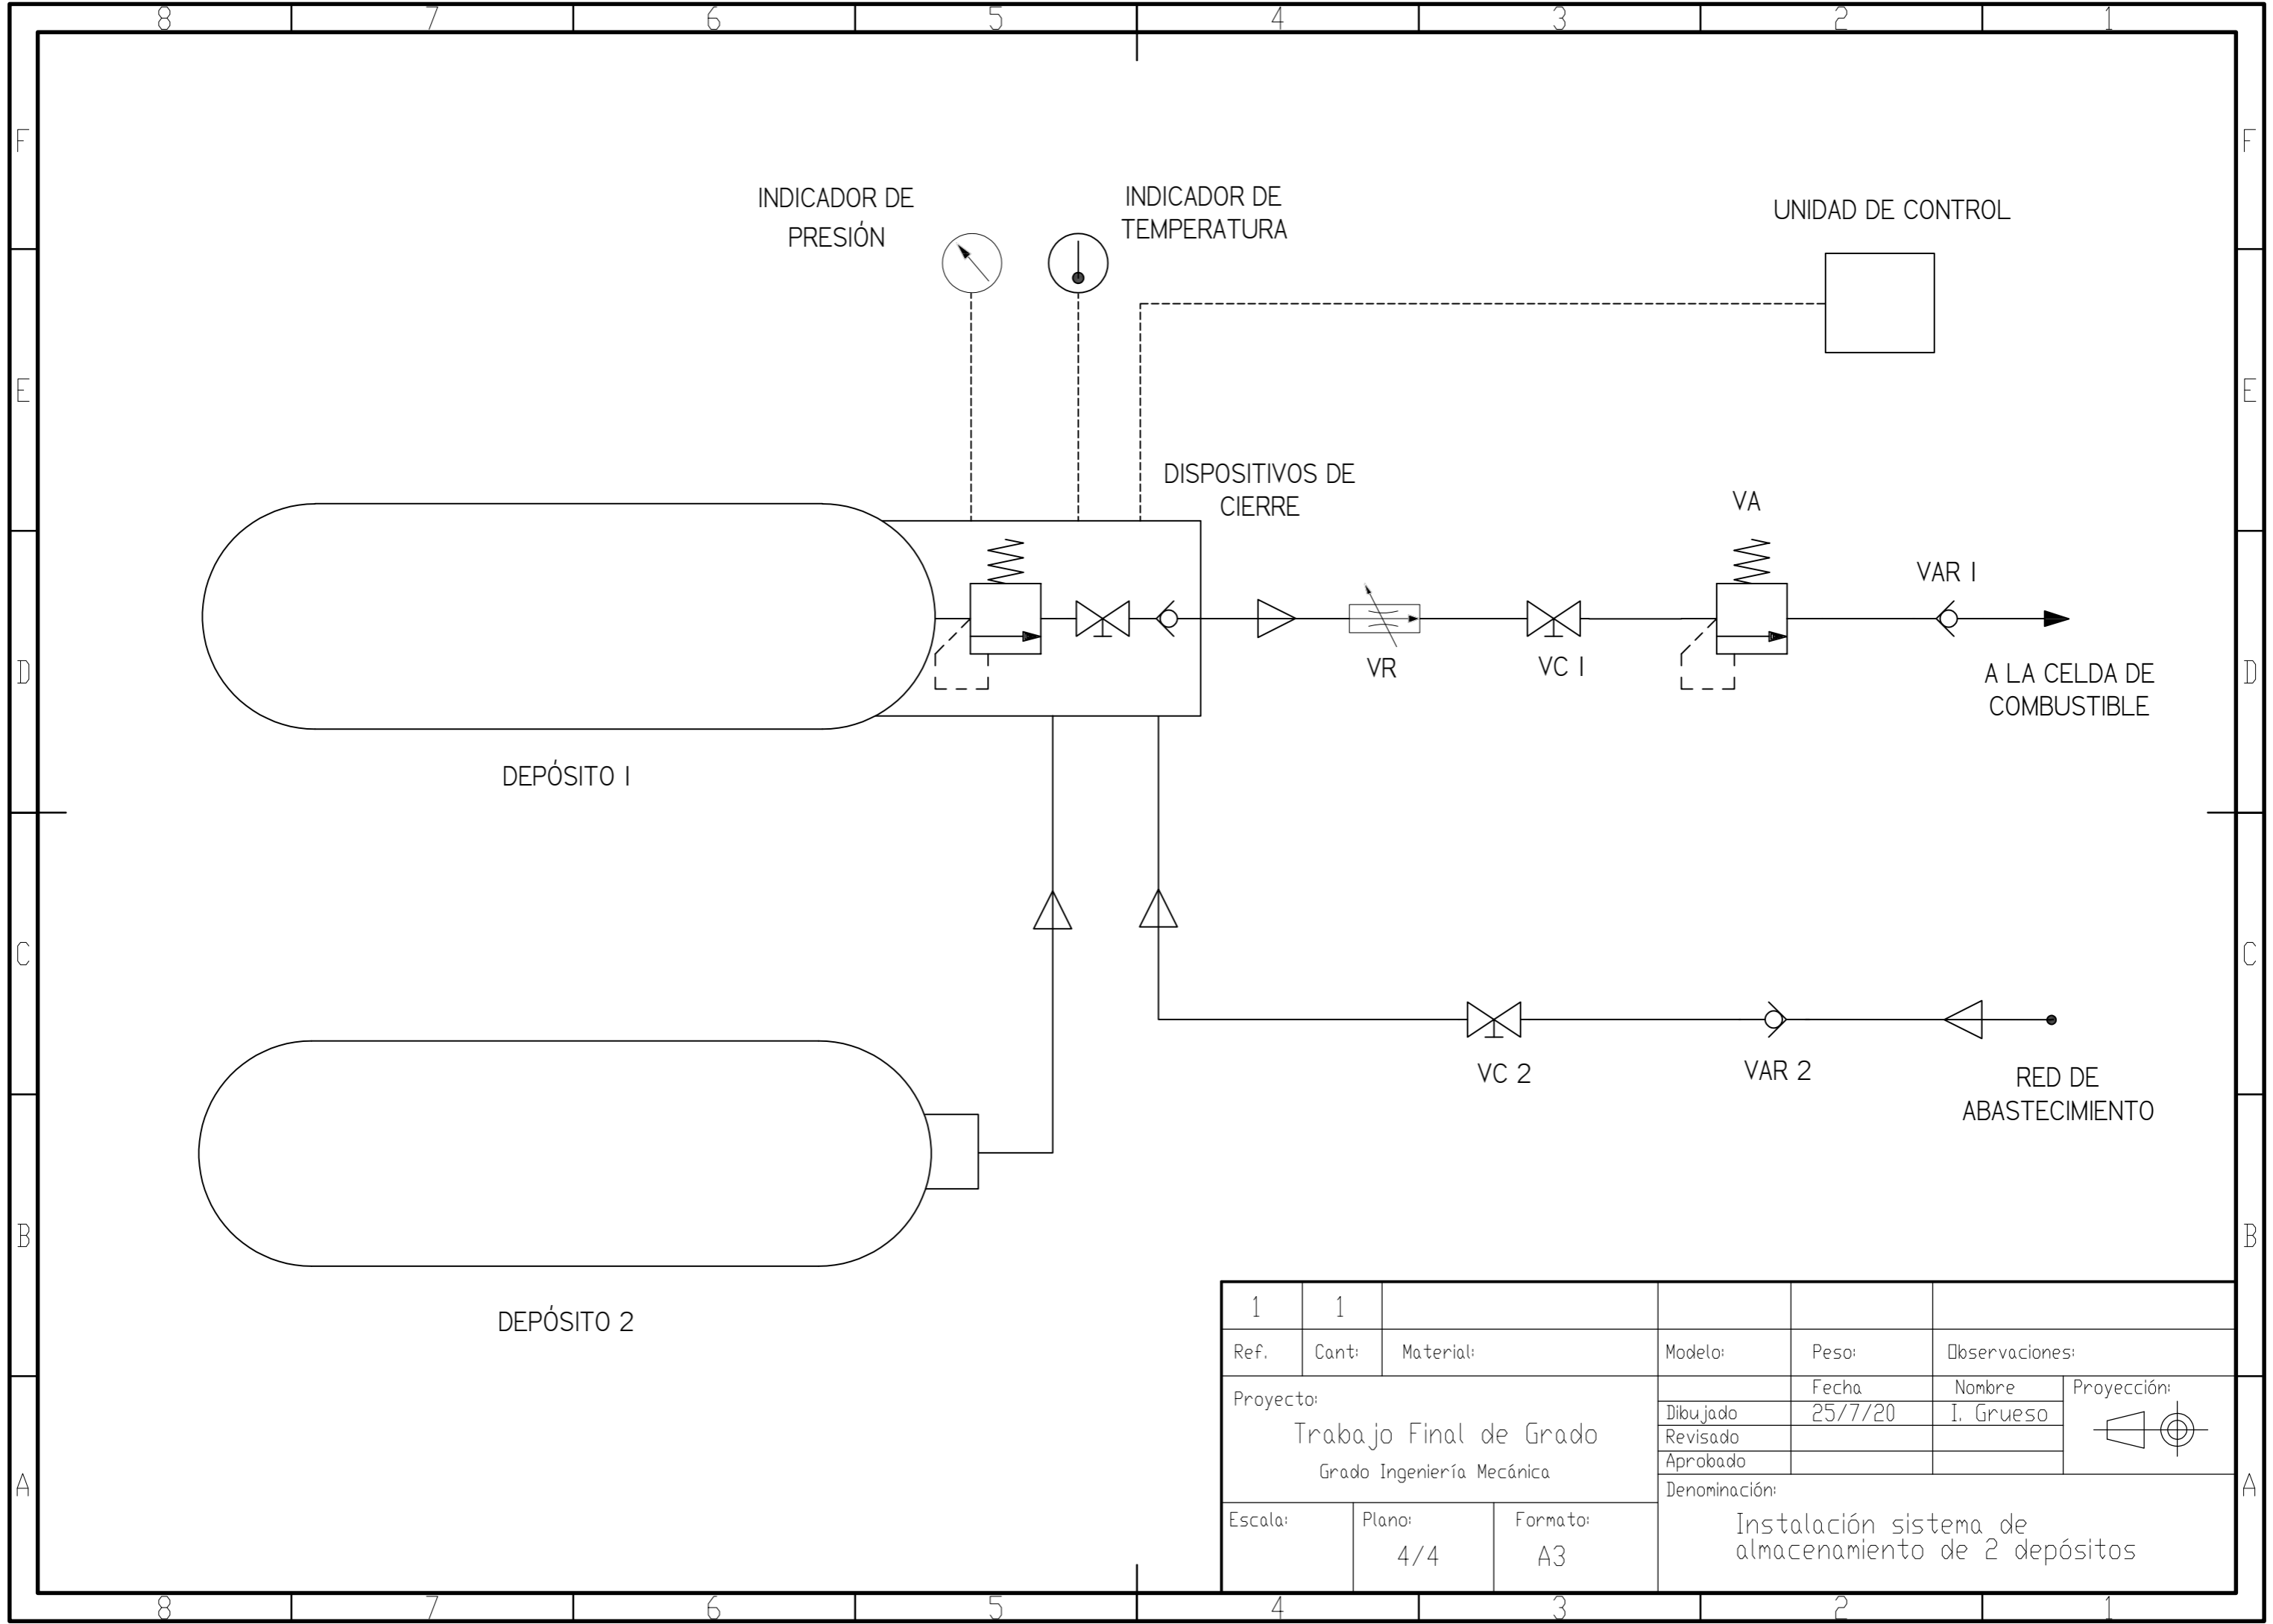 8 7 6 5 4 3 2 1
F F
INDICADOR DE
PRESIÓN
INDICADOR DE
TEMPERATURA
UNIDAD DE CONTROL
E E
DISPOSITIVOS DE
CIERRE
VA
VAR 1
VR
VC 1
D D
A LA CELDA DE
COMBUSTIBLE
DEPÓSITO 1
C C
VC 2
VAR 2
RED DE
ABASTECIMIENTO
B B
DEPÓSITO 2
1 1
Ref. Cant: Material: Modelo: Peso: Observaciones:
Proyecto:
Trabajo Final de Grado
Grado Ingeniería Mecánica
Fecha Nombre Proyección:
Dibujado 25/7/20 I. Grueso
Revisado
Aprobado
A A
Escala: Plano: Formato:
4/4 A3
Denominación:
Instalación sistema de
almacenamiento de 2 depósitos
8 7 6 5 4 3 2 1